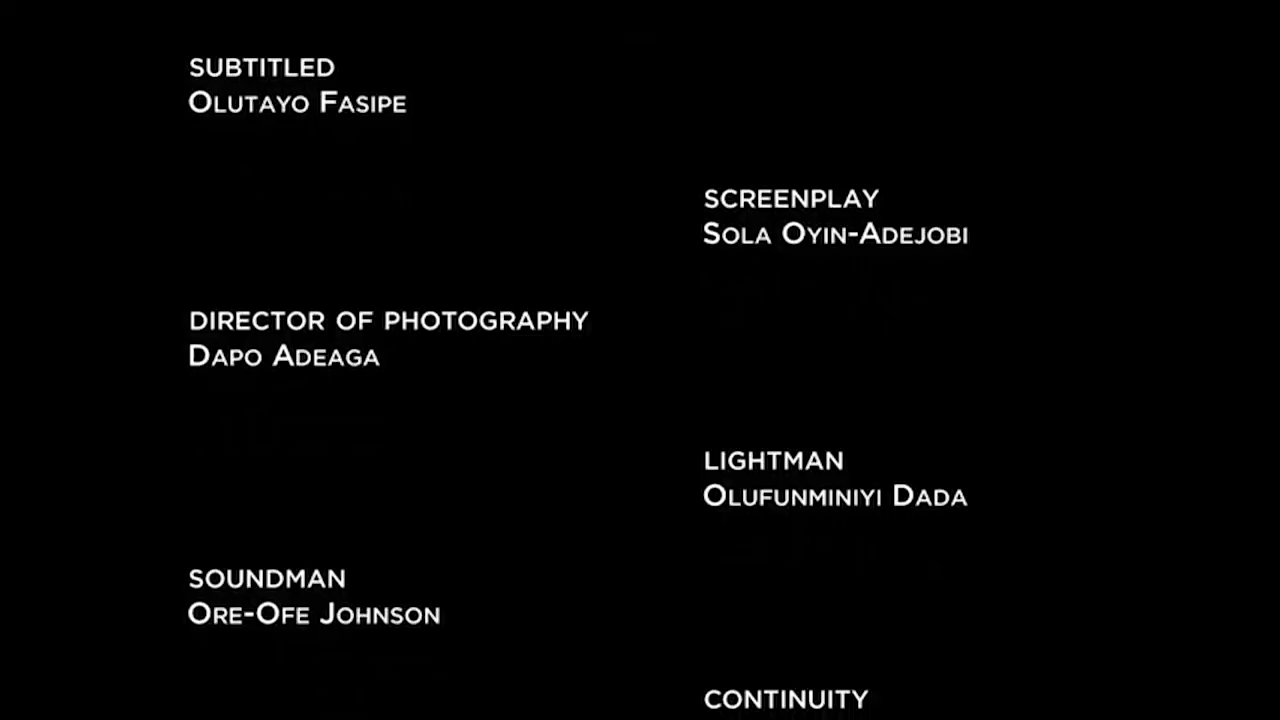 SUBTITLED
OLUTAYO FASIPE
SCREENPLAY
SOLA OYIN-ADEJOBI
DIRECTOR OF PHOTOGRAPHY
DAPO ADEAGA
LIGHTMAN
OLUFUNMINIYI DADA
SOUNDMAN
ORE-OFE JOHNSON
CONTINUITY